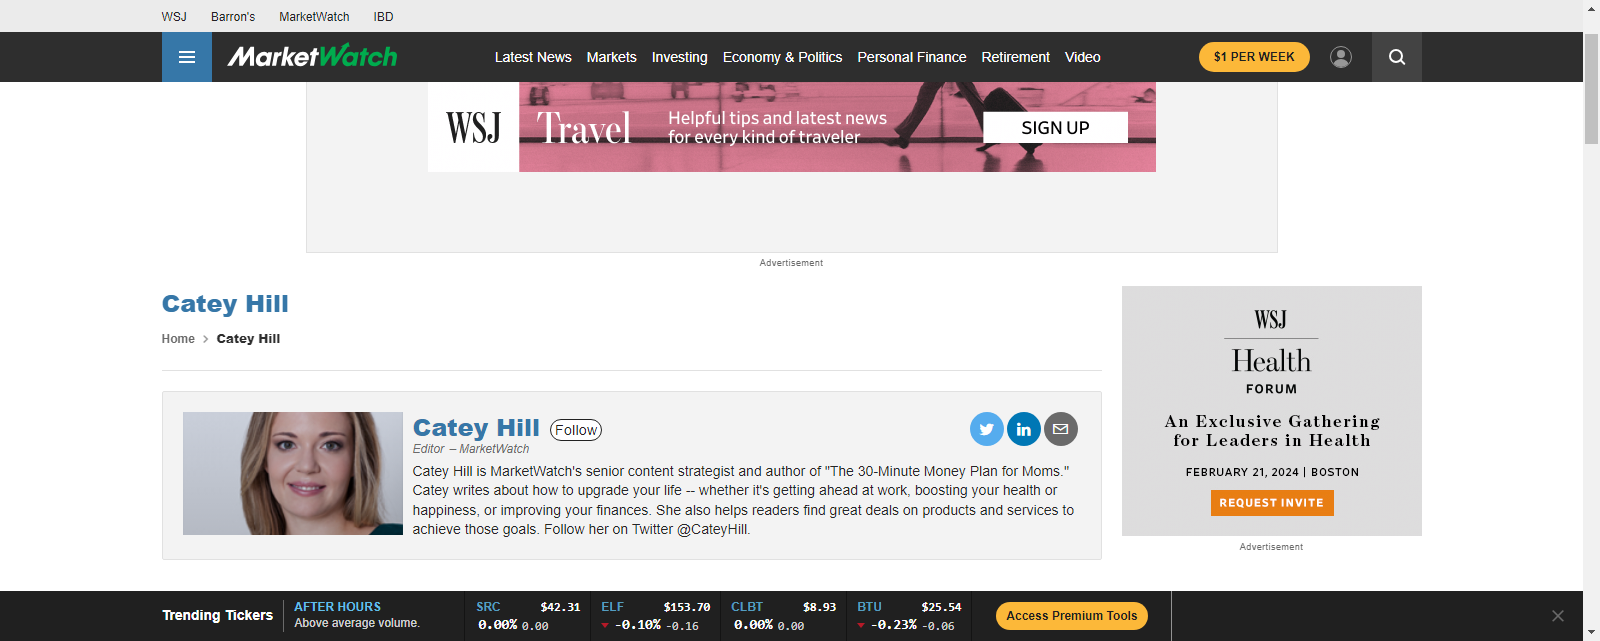 WSJ Barron's MarketWatch IBD
MarketWatch
Latest News Markets Investing Economy & Politics Personal Finance Retirement Video
$1 PER WEEK
WSJ Travel
Helpful tips and latest news
for every kind of traveler
SIGN UP
Advertisement
Catey Hill
Home > Catey Hill
Catey Hill Follow
Editor – MarketWatch
Catey Hill is MarketWatch's senior content strategist and author of "The 30-Minute Money Plan for Moms."
Catey writes about how to upgrade your life -- whether it's getting ahead at work, boosting your health or
happiness, or improving your finances. She also helps readers find great deals on products and services to
achieve those goals. Follow her on Twitter @CateyHill.
WSJ
Health
FORUM
An Exclusive Gathering
for Leaders in Health
FEBRUARY 21, 2024 | BOSTON
REQUEST INVITE
Advertisement
Trending Tickers
AFTER HOURS
Above average volume.
SRC $42.31
0.00% 0.00
ELF $153.70
-0.10% -0.16
CLBT $8.93
0.00% 0.00
BTU $25.54
-0.23% -0.06
Access Premium Tools